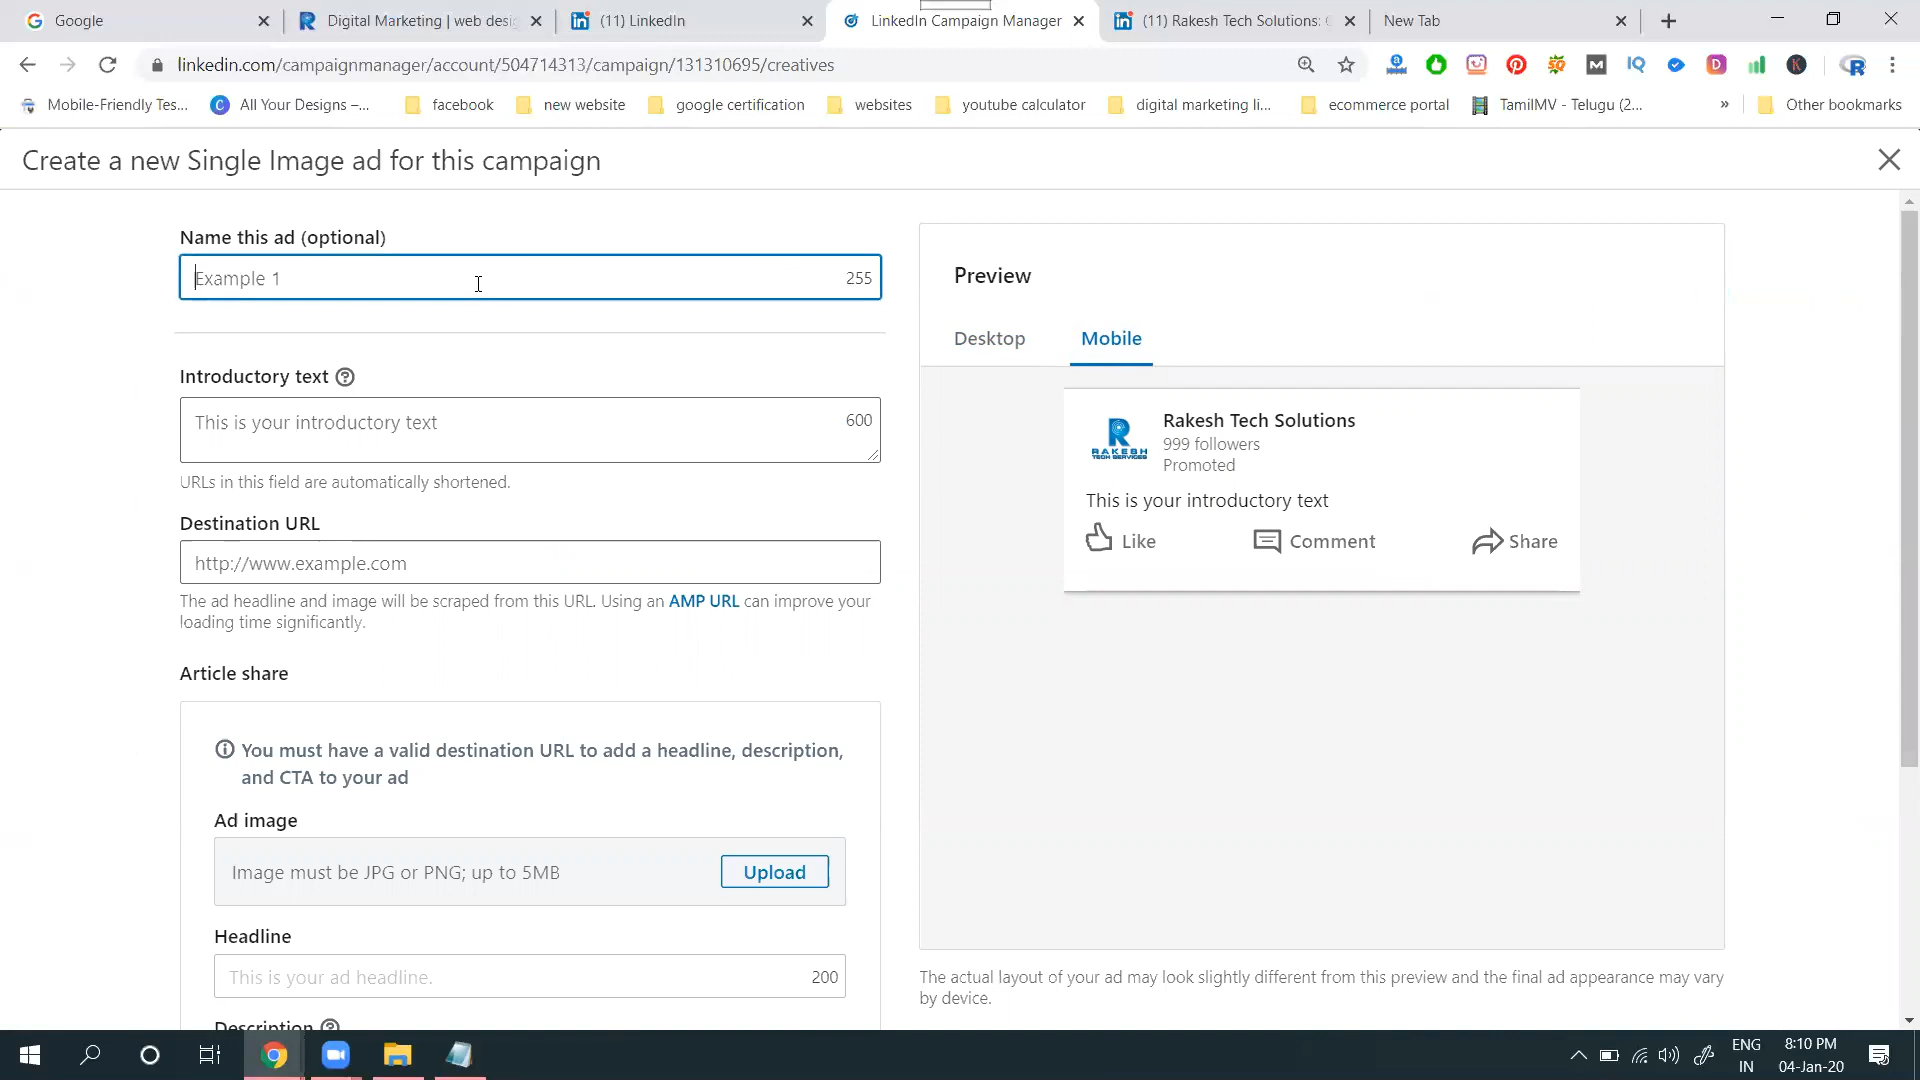 Google
Digital Marketing | web desi
(11) LinkedIn
LinkedIn Campaign Manager
(11) Rakesh Tech Solutions:
New Tab
linkedin.com/campaignmanager/account/504714313/campaign/131310695/creatives
Mobile-Friendly Tes...
All Your Designs –...
facebook
new website
google certification
websites
youtube calculator
digital marketing li...
ecommerce portal
TamilMV - Telugu (2...
»
Other bookmarks
Create a new Single Image ad for this campaign
Name this ad (optional)
Example 1
255
Introductory text
This is your introductory text
600
URLs in this field are automatically shortened.
Destination URL
http://www.example.com
The ad headline and image will be scraped from this URL. Using an AMP URL can improve your
loading time significantly.
Article share
You must have a valid destination URL to add a headline, description,
and CTA to your ad
Ad image
Image must be JPG or PNG; up to 5MB
Upload
Headline
This is your ad headline.
200
Description
Preview
Desktop
Mobile
RAKESH
TECH SERVICES
Rakesh Tech Solutions
999 followers
Promoted
This is your introductory text
Like
Comment
Share
The actual layout of your ad may look slightly different from this preview and the final ad appearance may vary
by device.
ENG
IN
8:10 PM
04-Jan-20